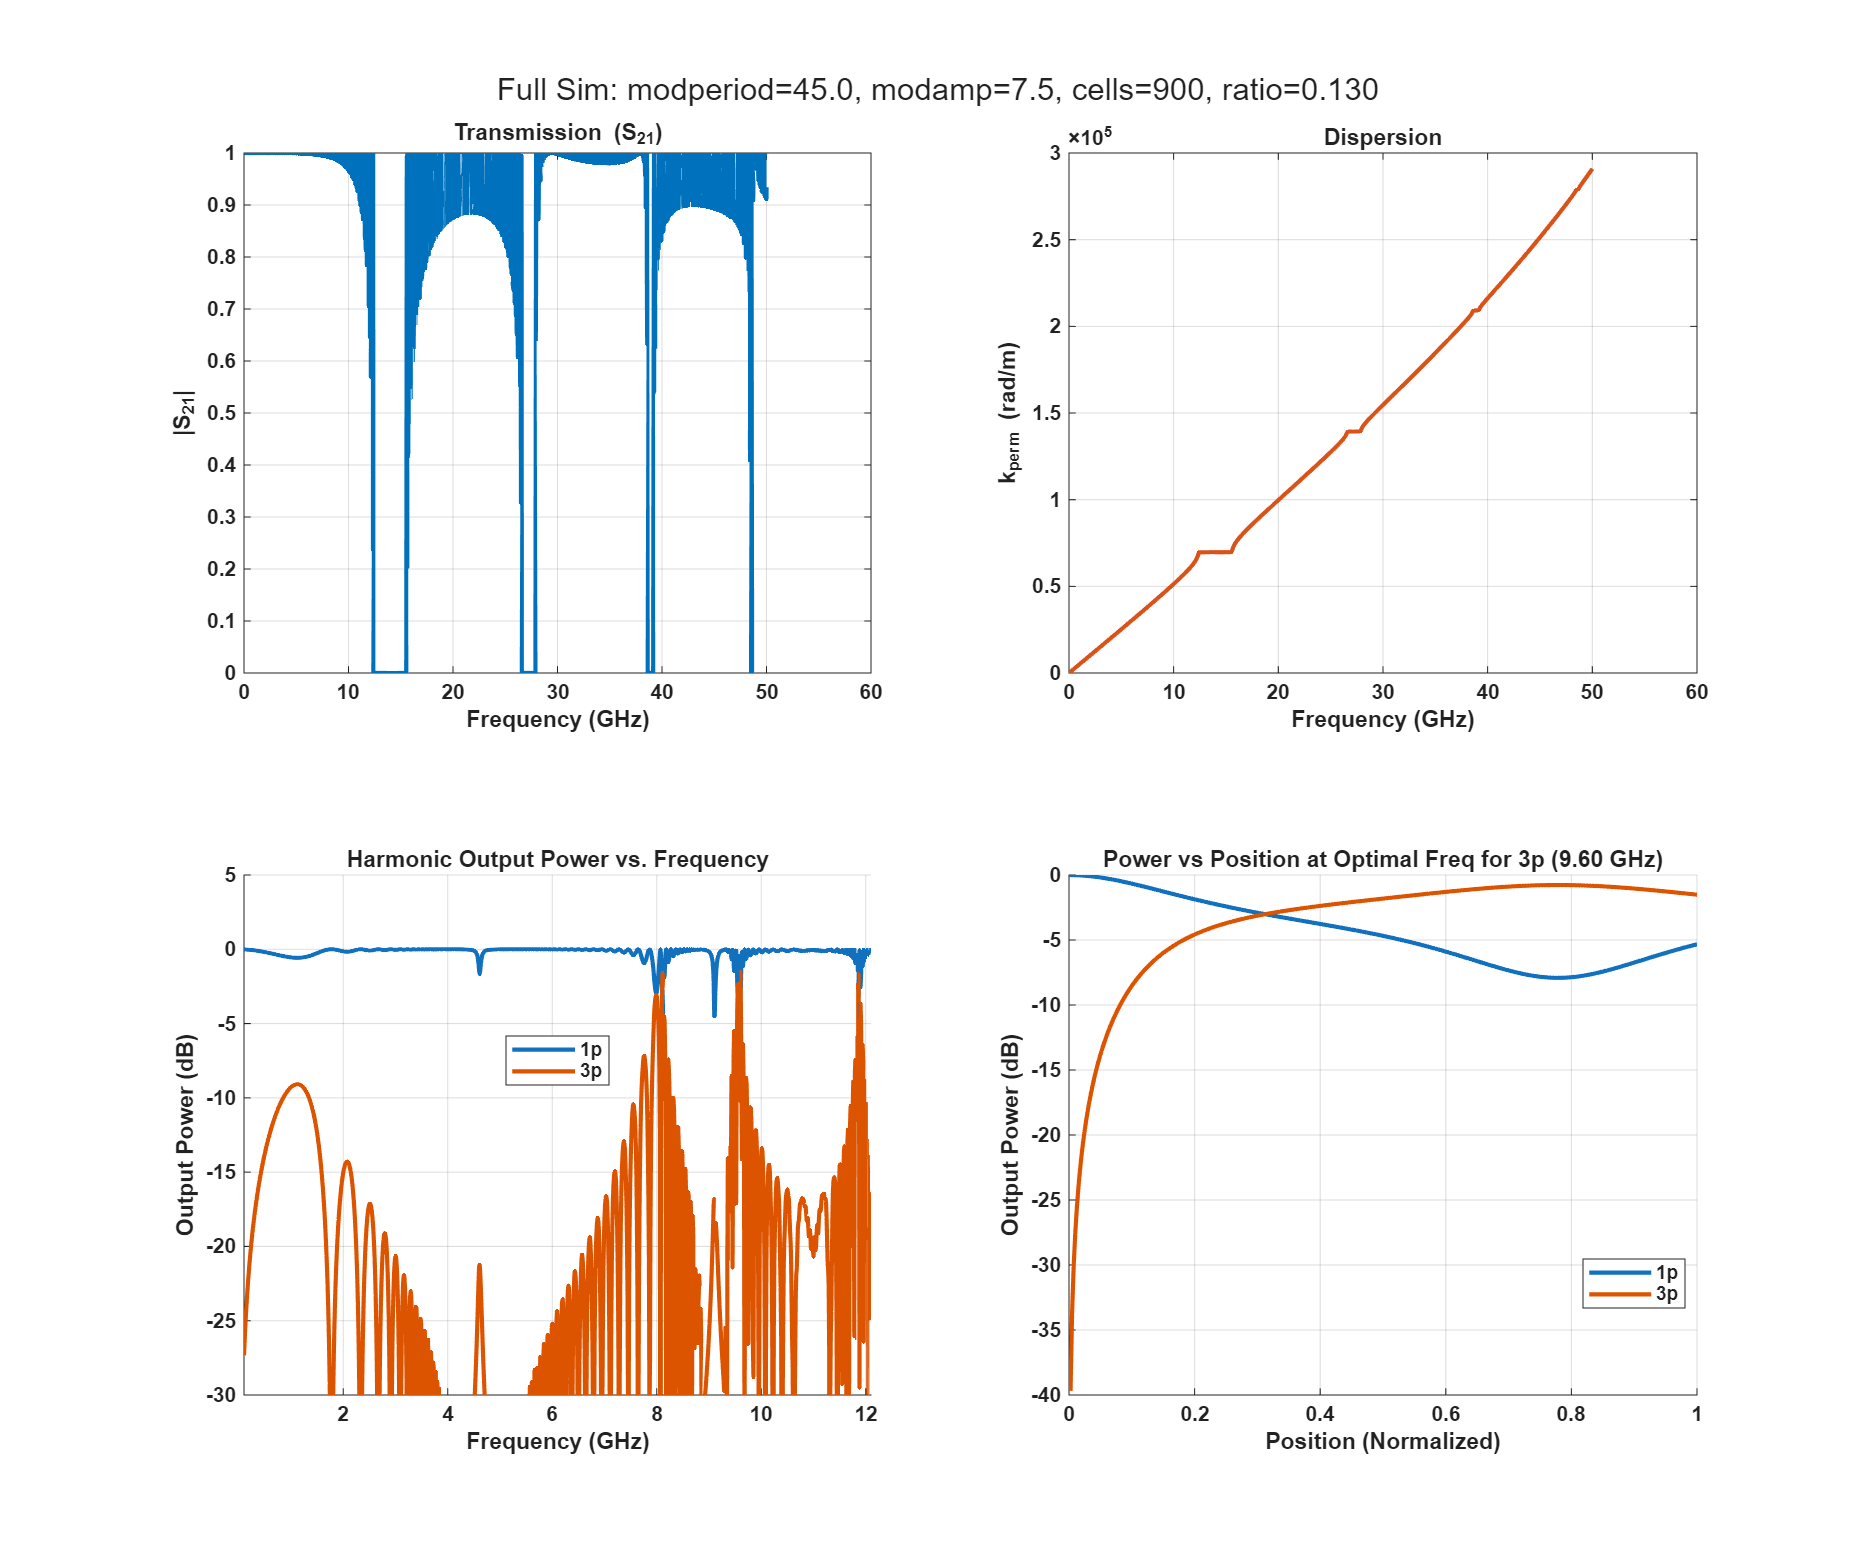 Full Sim: modperiod=45.0, modamp=7.5, cells=900, ratio=0.130
Transmission (S21)
1
0.9
0.8
0.7
0.6
0.5
0.4
0.3
0.2
0.1
0
|S21|
0 10 20 30 40 50 60
Frequency (GHz)
×10^5
Dispersion
3
2.5
2
1.5
1
0.5
0
kperm (rad/m)
0 10 20 30 40 50 60
Frequency (GHz)
Harmonic Output Power vs. Frequency
5
0
-5
-10
-15
-20
-25
-30
Output Power (dB)
1p
3p
2 4 6 8 10 12
Frequency (GHz)
Power vs Position at Optimal Freq for 3p (9.60 GHz)
0
-5
-10
-15
-20
-25
-30
-35
-40
Output Power (dB)
1p
3p
0 0.2 0.4 0.6 0.8 1
Position (Normalized)